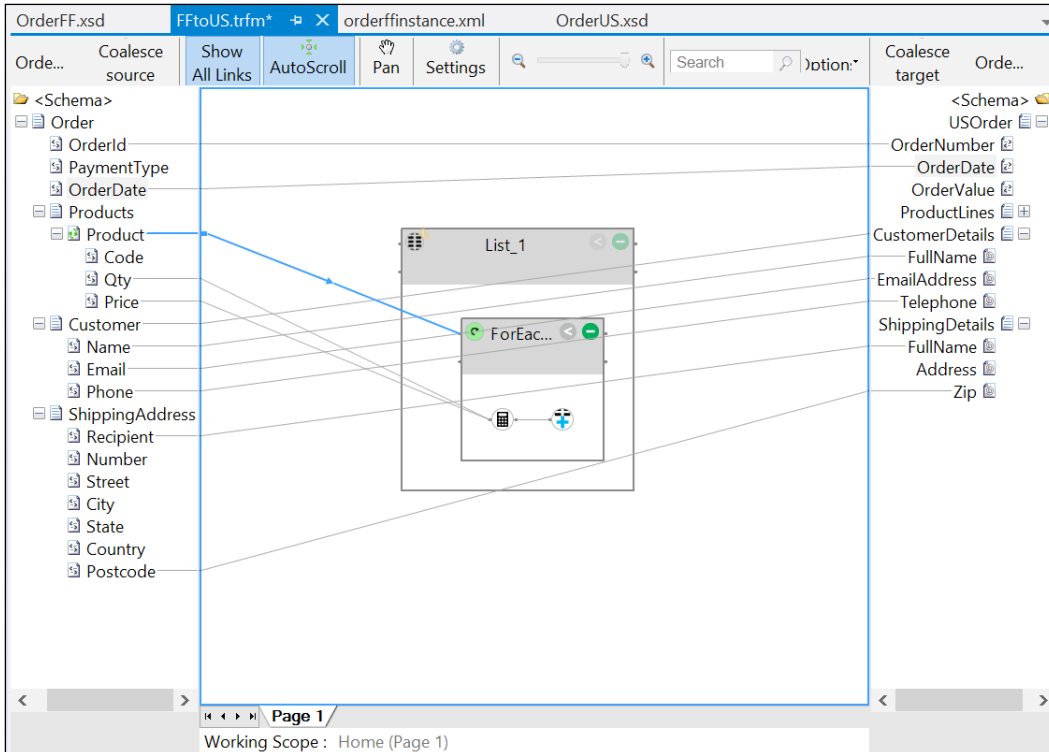 OrderFF.xsd FFtoUS.trfm* orderffinstance.xml OrderUS.xsd
Orde... Coalesce source Show All Links AutoScroll Pan Settings Search Option: Coalesce target Orde...
<Schema> <Schema>
Order USOrder
OrderId OrderNumber
PaymentType OrderDate
OrderDate OrderValue
Products ProductLines
Product CustomerDetails
List_1
Code FullName
Qty EmailAddress
Price Telephone
Customer ShippingDetails
ForEac...
Name FullName
Email Address
Phone Zip
ShippingAddress
Recipient
Number
Street
City
State
Country
Postcode
Page 1
Working Scope : Home (Page 1)